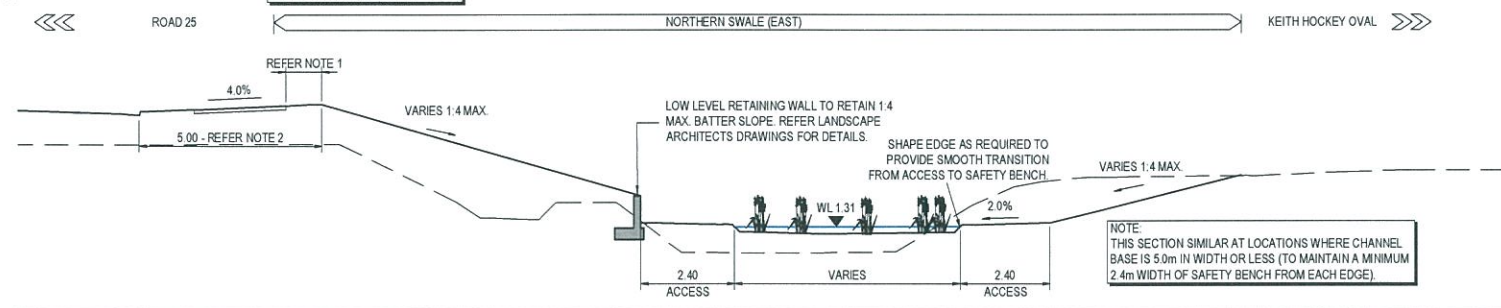 ROAD 25
NORTHERN SWALE (EAST)
KEITH HOCKEY OVAL
REFER NOTE 1
4.0%
VARIES 1:4 MAX.
5.00 - REFER NOTE 2
LOW LEVEL RETAINING WALL TO RETAIN 1:4
MAX. BATTER SLOPE. REFER LANDSCAPE
ARCHITECTS DRAWINGS FOR DETAILS.
SHAPE EDGE AS REQUIRED TO
PROVIDE SMOOTH TRANSITION
FROM ACCESS TO SAFETY BENCH.
VARIES 1:4 MAX.
WL 1.31
2.0%
NOTE:
THIS SECTION SIMILAR AT LOCATIONS WHERE CHANNEL
BASE IS 5.0m IN WIDTH OR LESS (TO MAINTAIN A MINIMUM
2.4m WIDTH OF SAFETY BENCH FROM EACH EDGE).
2.40
ACCESS
VARIES
2.40
ACCESS